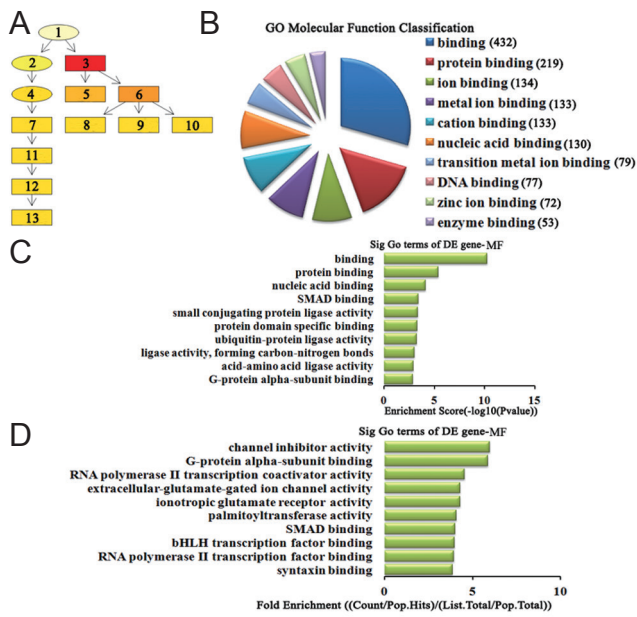 A
1
2
3
4
5
6
7
8
9
10
11
12
13
B
GO Molecular Function Classification
binding (432)
protein binding (219)
ion binding (134)
metal ion binding (133)
cation binding (133)
nucleic acid binding (130)
transition metal ion binding (79)
DNA binding (77)
zinc ion binding (72)
enzyme binding (53)
C
Sig Go terms of DE gene-MF
binding
protein binding
nucleic acid binding
SMAD binding
small conjugating protein ligase activity
protein domain specific binding
ubiquitin-protein ligase activity
ligase activity, forming carbon-nitrogen bonds
acid-amino acid ligase activity
G-protein alpha-subunit binding
0 5 10 15
Enrichment Score(-log10(Pvalue))
D
Sig Go terms of DE gene-MF
channel inhibitor activity
G-protein alpha-subunit binding
RNA polymerase II transcription coactivator activity
extracellular-glutamate-gated ion channel activity
ionotropic glutamate receptor activity
palmitoyltransferase activity
SMAD binding
bHLH transcription factor binding
RNA polymerase II transcription factor binding
syntaxin binding
0 5 10
Fold Enrichment ((Count/Pop.Hits)/(List.Total/Pop.Total))